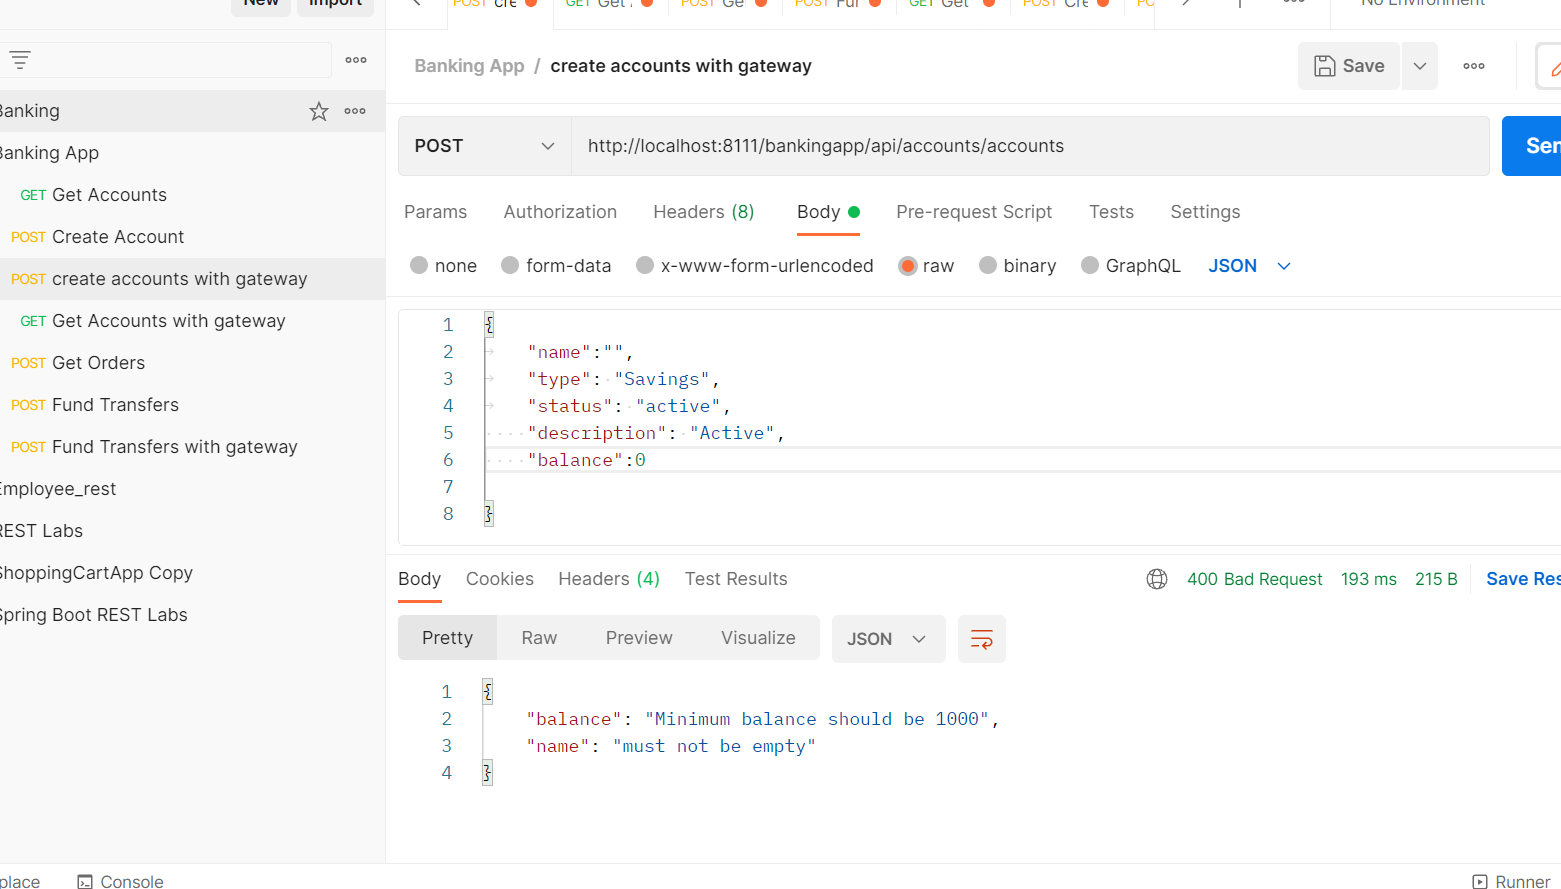 New Import
POST cre GET Get POST Ge POST Fur GET Get POST Cre No Environment
Banking App / create accounts with gateway
Save
Banking
Banking App
GET Get Accounts
POST Create Account
POST create accounts with gateway
GET Get Accounts with gateway
POST Get Orders
POST Fund Transfers
POST Fund Transfers with gateway
Employee_rest
REST Labs
ShoppingCartApp Copy
Spring Boot REST Labs
POST http://localhost:8111/bankingapp/api/accounts/accounts Sen
Params Authorization Headers (8) Body Pre-request Script Tests Settings
none form-data x-www-form-urlencoded raw binary GraphQL JSON
1 {
2 "name":"",
3 "type": "Savings",
4 "status": "active",
5 "description": "Active",
6 "balance":0
7
8 }
Body Cookies Headers (4) Test Results 400 Bad Request 193 ms 215 B Save Res
Pretty Raw Preview Visualize JSON
1 {
2 "balance": "Minimum balance should be 1000",
3 "name": "must not be empty"
4 }
place Console Runner